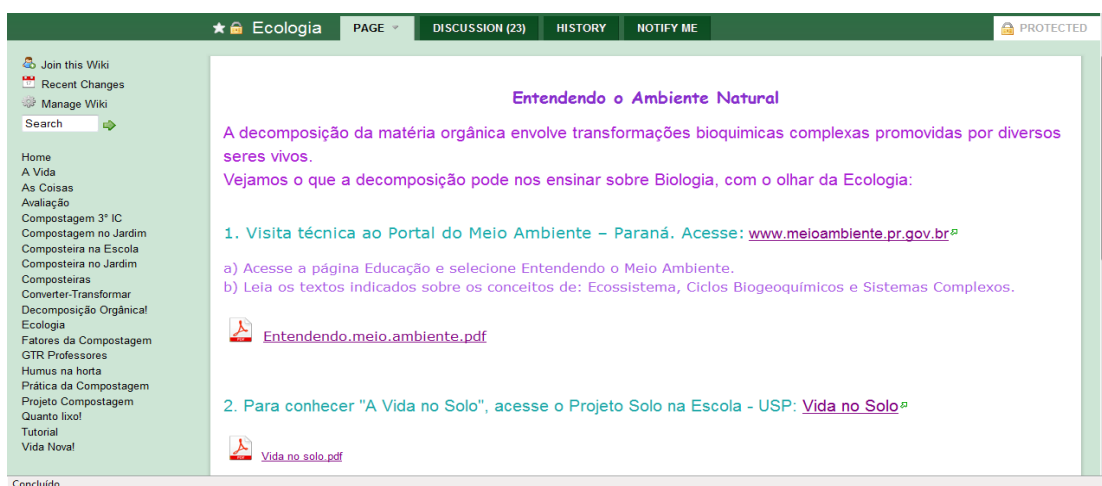 Ecologia PAGE DISCUSSION (23) HISTORY NOTIFY ME PROTECTED
Join this Wiki
Recent Changes
Manage Wiki
Search
Home
A Vida
As Coisas
Avaliação
Compostagem 3° IC
Compostagem no Jardim
Composteira na Escola
Composteira no Jardim
Composteiras
Converter-Transformar
Decomposição Orgânica!
Ecologia
Fatores da Compostagem
GTR Professores
Humus na horta
Prática da Compostagem
Projeto Compostagem
Quanto lixo!
Tutorial
Vida Nova!
Entendendo o Ambiente Natural
A decomposição da matéria orgânica envolve transformações bioquimicas complexas promovidas por diversos
seres vivos.
Vejamos o que a decomposição pode nos ensinar sobre Biologia, com o olhar da Ecologia:
1. Visita técnica ao Portal do Meio Ambiente – Paraná. Acesse: www.meioambiente.pr.gov.br
a) Acesse a página Educação e selecione Entendendo o Meio Ambiente.
b) Leia os textos indicados sobre os conceitos de: Ecossistema, Ciclos Biogeoquímicos e Sistemas Complexos.
Entendendo.meio.ambiente.pdf
2. Para conhecer "A Vida no Solo", acesse o Projeto Solo na Escola - USP: Vida no Solo
Vida no solo.pdf
Concluído